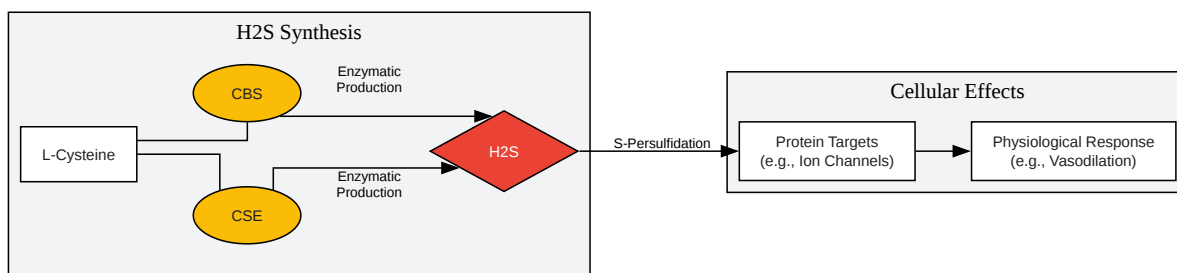 H2S Synthesis
L-Cysteine
CBS
CSE
Enzymatic
Production
Enzymatic
Production
H2S
S-Persulfidation
Cellular Effects
Protein Targets
(e.g., Ion Channels)
Physiological Response
(e.g., Vasodilation)